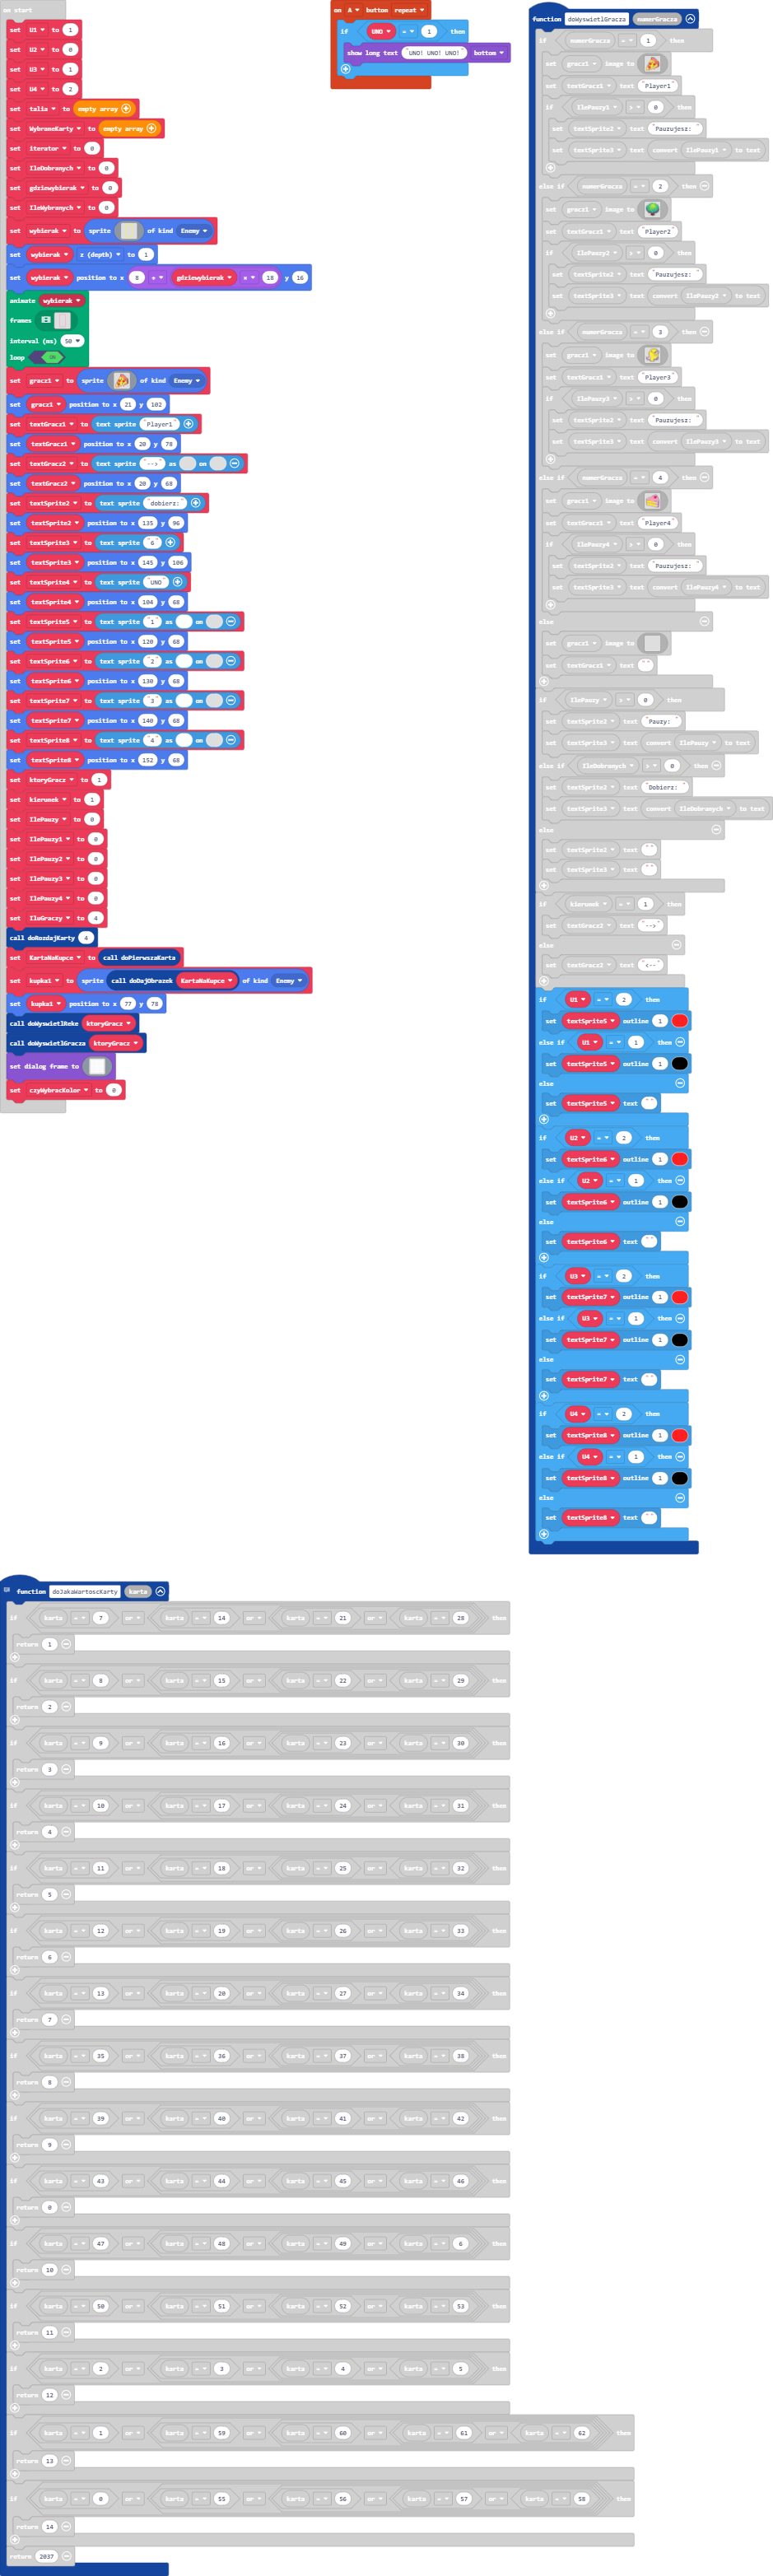 on start
set U1 to 1
set U2 to 0
set U3 to 1
set U4 to 2
set talia to empty array
set WybraneKarty to empty array
set iterator to 0
set IleDobranych to 0
set gdziewybierak to 0
set IleWybranych to 0
set wybierak to sprite of kind Enemy
set wybierak z (depth) to 1
set wybierak position to x 8 + gdziewybierak × 18 y 16
animate wybierak
frames
interval (ms) 50
loop ON
set gracz1 to sprite of kind Enemy
set gracz1 position to x 21 y 102
set textGracz1 to text sprite "Player1"
set textGracz1 position to x 20 y 78
set textGracz2 to text sprite "-->" as on
set textGracz2 position to x 20 y 68
set textSprite2 to text sprite "dobierz:"
set textSprite2 position to x 135 y 96
set textSprite3 to text sprite "6"
set textSprite3 position to x 145 y 106
set textSprite4 to text sprite "UNO"
set textSprite4 position to x 104 y 68
set textSprite5 to text sprite "1" as on
set textSprite5 position to x 120 y 68
set textSprite6 to text sprite "2" as on
set textSprite6 position to x 130 y 68
set textSprite7 to text sprite "3" as on
set textSprite7 position to x 140 y 68
set textSprite8 to text sprite "4" as on
set textSprite8 position to x 152 y 68
set ktoryGracz to 1
set kierunek to 1
set IlePauzy to 0
set IlePauzy1 to 0
set IlePauzy2 to 0
set IlePauzy3 to 0
set IlePauzy4 to 0
set IluGraczy to 4
call doRozdajKarty 4
set KartaNaKupce to call doPierwszaKarta
set kupka1 to sprite call doDajObrazek KartaNaKupce of kind Enemy
set kupka1 position to x 77 y 78
call doWyswietlReke ktoryGracz
call doWyswietlGracza ktoryGracz
set dialog frame to
set czyWybracKolor to 0
on A button repeat
if UNO = 1 then
show long text "UNO! UNO! UNO!" bottom
function doWyswietlGracza numerGracza
if numerGracza = 1 then
set gracz1 image to
set textGracz1 text "Player1"
if IlePauzy1 > 0 then
set textSprite2 text "Pauzujesz: "
set textSprite3 text convert IlePauzy1 to text
else if numerGracza = 2 then
set gracz1 image to
set textGracz1 text "Player2"
if IlePauzy2 > 0 then
set textSprite2 text "Pauzujesz: "
set textSprite3 text convert IlePauzy2 to text
else if numerGracza = 3 then
set gracz1 image to
set textGracz1 text "Player3"
if IlePauzy3 > 0 then
set textSprite2 text "Pauzujesz: "
set textSprite3 text convert IlePauzy3 to text
else if numerGracza = 4 then
set gracz1 image to
set textGracz1 text "Player4"
if IlePauzy4 > 0 then
set textSprite2 text "Pauzujesz: "
set textSprite3 text convert IlePauzy4 to text
else
set gracz1 image to
set textGracz1 text ""
if IlePauzy > 0 then
set textSprite2 text "Pauzy: "
set textSprite3 text convert IlePauzy to text
else if IleDobranych > 0 then
set textSprite2 text "Dobierz: "
set textSprite3 text convert IleDobranych to text
else
set textSprite2 text ""
set textSprite3 text ""
if kierunek = 1 then
set textGracz2 text "-->"
else
set textGracz2 text "<--"
if U1 = 2 then
set textSprite5 outline 1
else if U1 = 1 then
set textSprite5 outline 1
else
set textSprite5 text ""
if U2 = 2 then
set textSprite6 outline 1
else if U2 = 1 then
set textSprite6 outline 1
else
set textSprite6 text ""
if U3 = 2 then
set textSprite7 outline 1
else if U3 = 1 then
set textSprite7 outline 1
else
set textSprite7 text ""
if U4 = 2 then
set textSprite8 outline 1
else if U4 = 1 then
set textSprite8 outline 1
else
set textSprite8 text ""
function doJakaWartoscKarty karta
if karta = 7 or karta = 14 or karta = 21 or karta = 28 then
return 1
if karta = 8 or karta = 15 or karta = 22 or karta = 29 then
return 2
if karta = 9 or karta = 16 or karta = 23 or karta = 30 then
return 3
if karta = 10 or karta = 17 or karta = 24 or karta = 31 then
return 4
if karta = 11 or karta = 18 or karta = 25 or karta = 32 then
return 5
if karta = 12 or karta = 19 or karta = 26 or karta = 33 then
return 6
if karta = 13 or karta = 20 or karta = 27 or karta = 34 then
return 7
if karta = 35 or karta = 36 or karta = 37 or karta = 38 then
return 8
if karta = 39 or karta = 40 or karta = 41 or karta = 42 then
return 9
if karta = 43 or karta = 44 or karta = 45 or karta = 46 then
return 0
if karta = 47 or karta = 48 or karta = 49 or karta = 6 then
return 10
if karta = 50 or karta = 51 or karta = 52 or karta = 53 then
return 11
if karta = 2 or karta = 3 or karta = 4 or karta = 5 then
return 12
if karta = 1 or karta = 59 or karta = 60 or karta = 61 or karta = 62 then
return 13
if karta = 0 or karta = 55 or karta = 56 or karta = 57 or karta = 58 then
return 14
return 2037